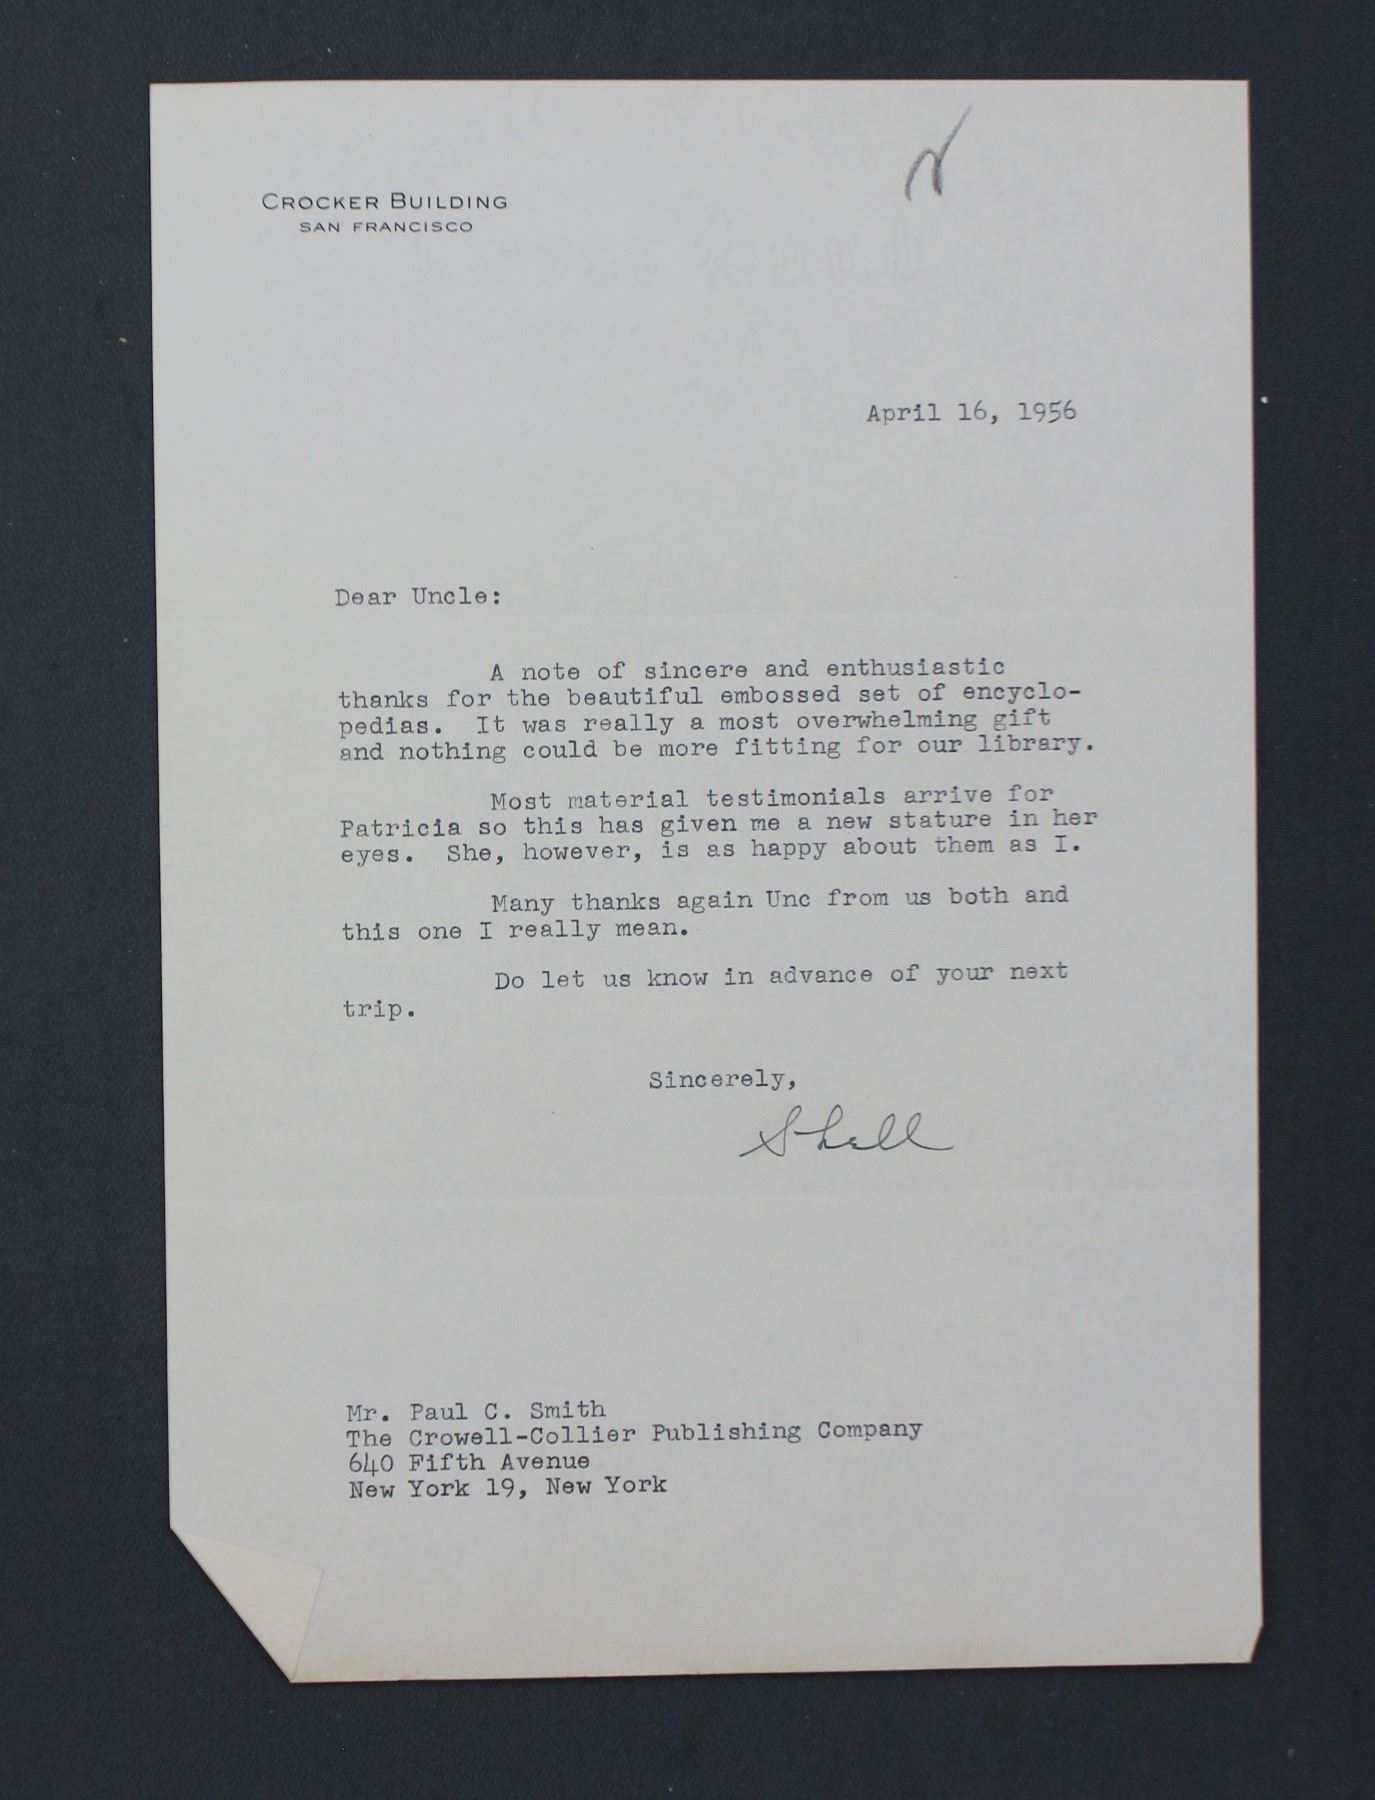 CROCKER BUILDING
SAN FRANCISCO
April 16, 1956
Dear Uncle:
A note of sincere and enthusiastic
thanks for the beautiful embossed set of encyclo-
pedias. It was really a most overwhelming gift
and nothing could be more fitting for our library.
Most material testimonials arrive for
Patricia so this has given me a new stature in her
eyes. She, however, is as happy about them as I.
Many thanks again Unc from us both and
this one I really mean.
Do let us know in advance of your next
trip.
Sincerely,
Shell
Mr. Paul C. Smith
The Crowell-Collier Publishing Company
640 Fifth Avenue
New York 19, New York